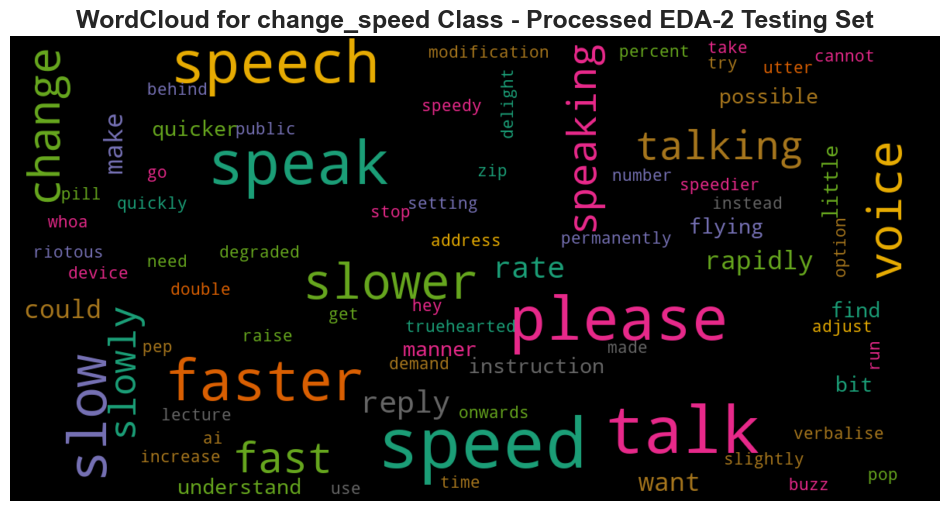 WordCloud for change_speed Class - Processed EDA-2 Testing Set
change
speech
modification
percent
take
try
utter
cannot
behind
speedy
delight
speaking
possible
make
quicker
public
speak
talking
voice
go
zip
number
speedier
little
pill
quickly
stop
setting
instead
whoa
flying
option
riotous
need
degraded
address
permanently
device
double
slower
rate
rapidly
could
get
hey
please
find
slowly
truehearted
adjust
raise
manner
made
run
pep
demand
instruction
slow
faster
reply
bit
lecture
onwards
talk
ai
speed
verbalise
increase
fast
slightly
understand
use
time
want
buzz
pop